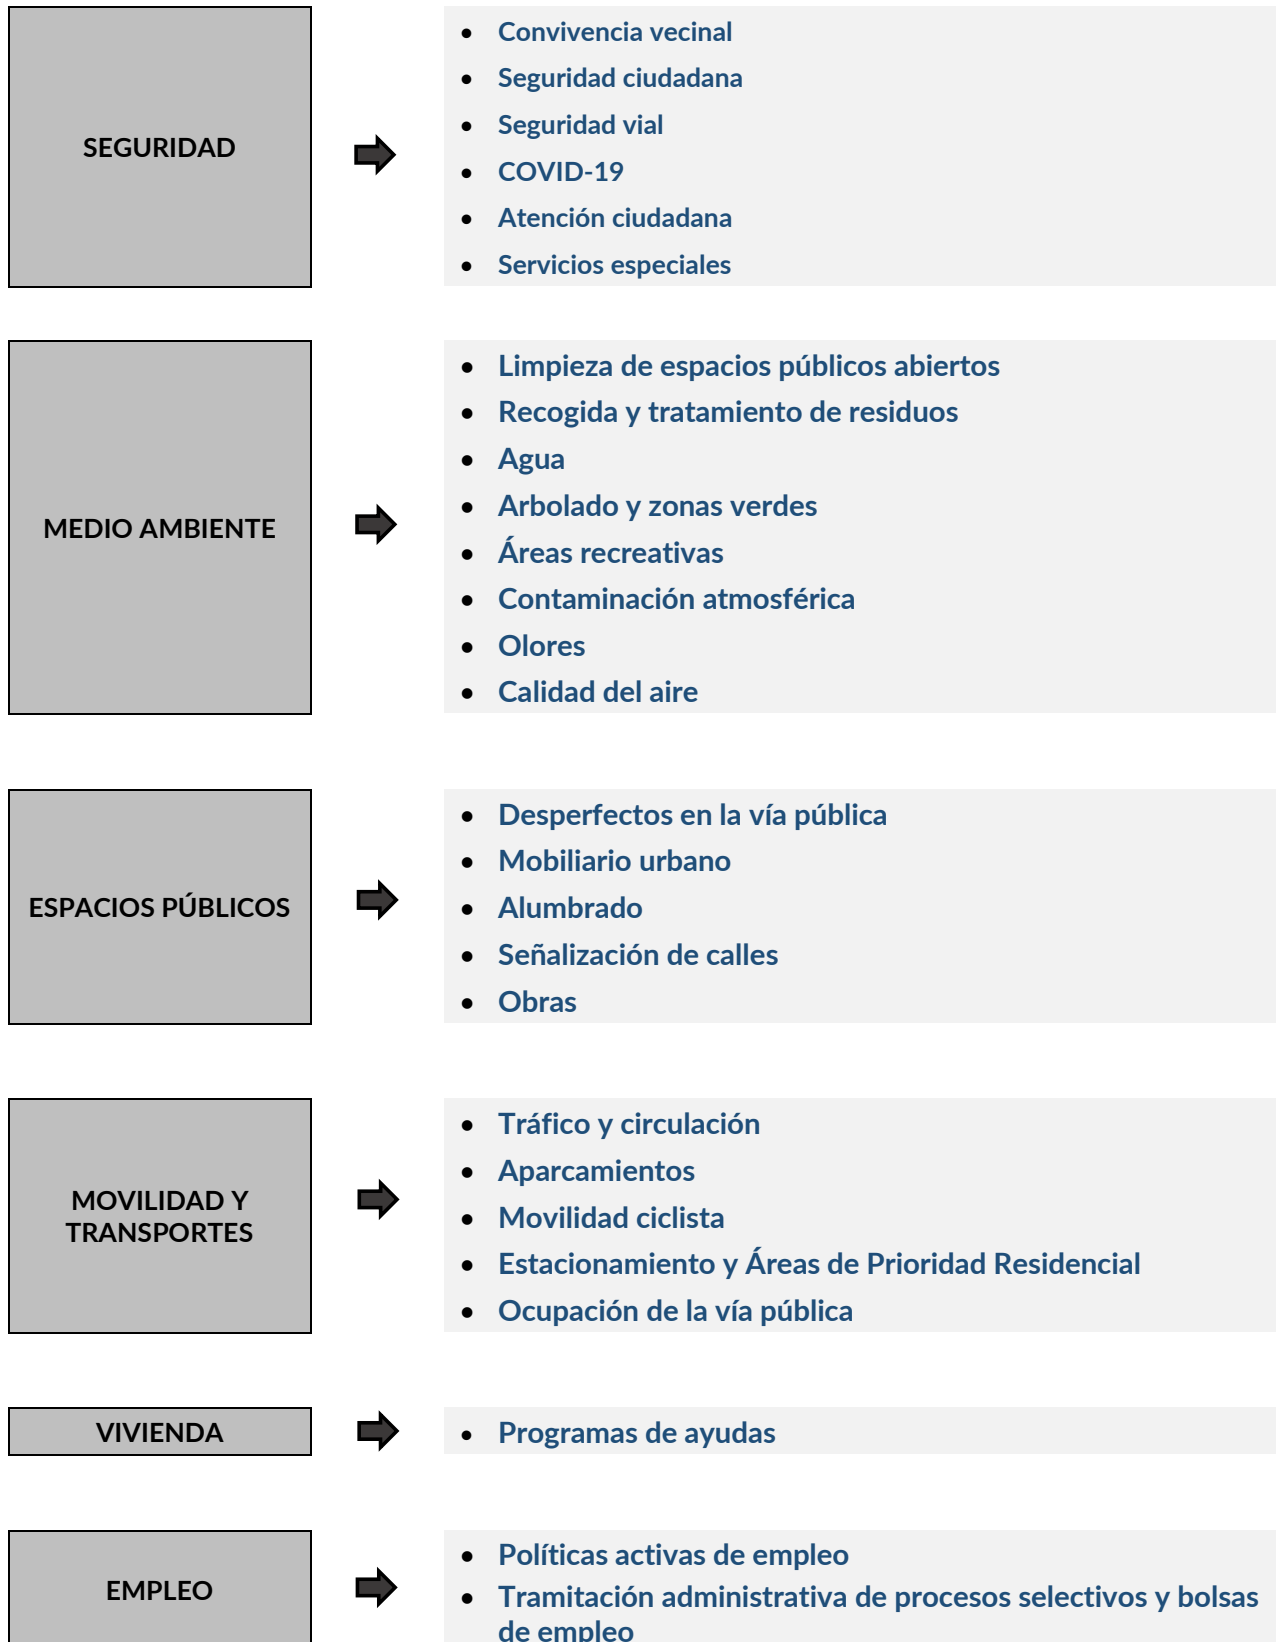 SEGURIDAD
• Convivencia vecinal
• Seguridad ciudadana
• Seguridad vial
• COVID-19
• Atención ciudadana
• Servicios especiales
MEDIO AMBIENTE
• Limpieza de espacios públicos abiertos
• Recogida y tratamiento de residuos
• Agua
• Arbolado y zonas verdes
• Áreas recreativas
• Contaminación atmosférica
• Olores
• Calidad del aire
ESPACIOS PÚBLICOS
• Desperfectos en la vía pública
• Mobiliario urbano
• Alumbrado
• Señalización de calles
• Obras
MOVILIDAD Y
TRANSPORTES
• Tráfico y circulación
• Aparcamientos
• Movilidad ciclista
• Estacionamiento y Áreas de Prioridad Residencial
• Ocupación de la vía pública
VIVIENDA
• Programas de ayudas
EMPLEO
• Políticas activas de empleo
• Tramitación administrativa de procesos selectivos y bolsas
de empleo